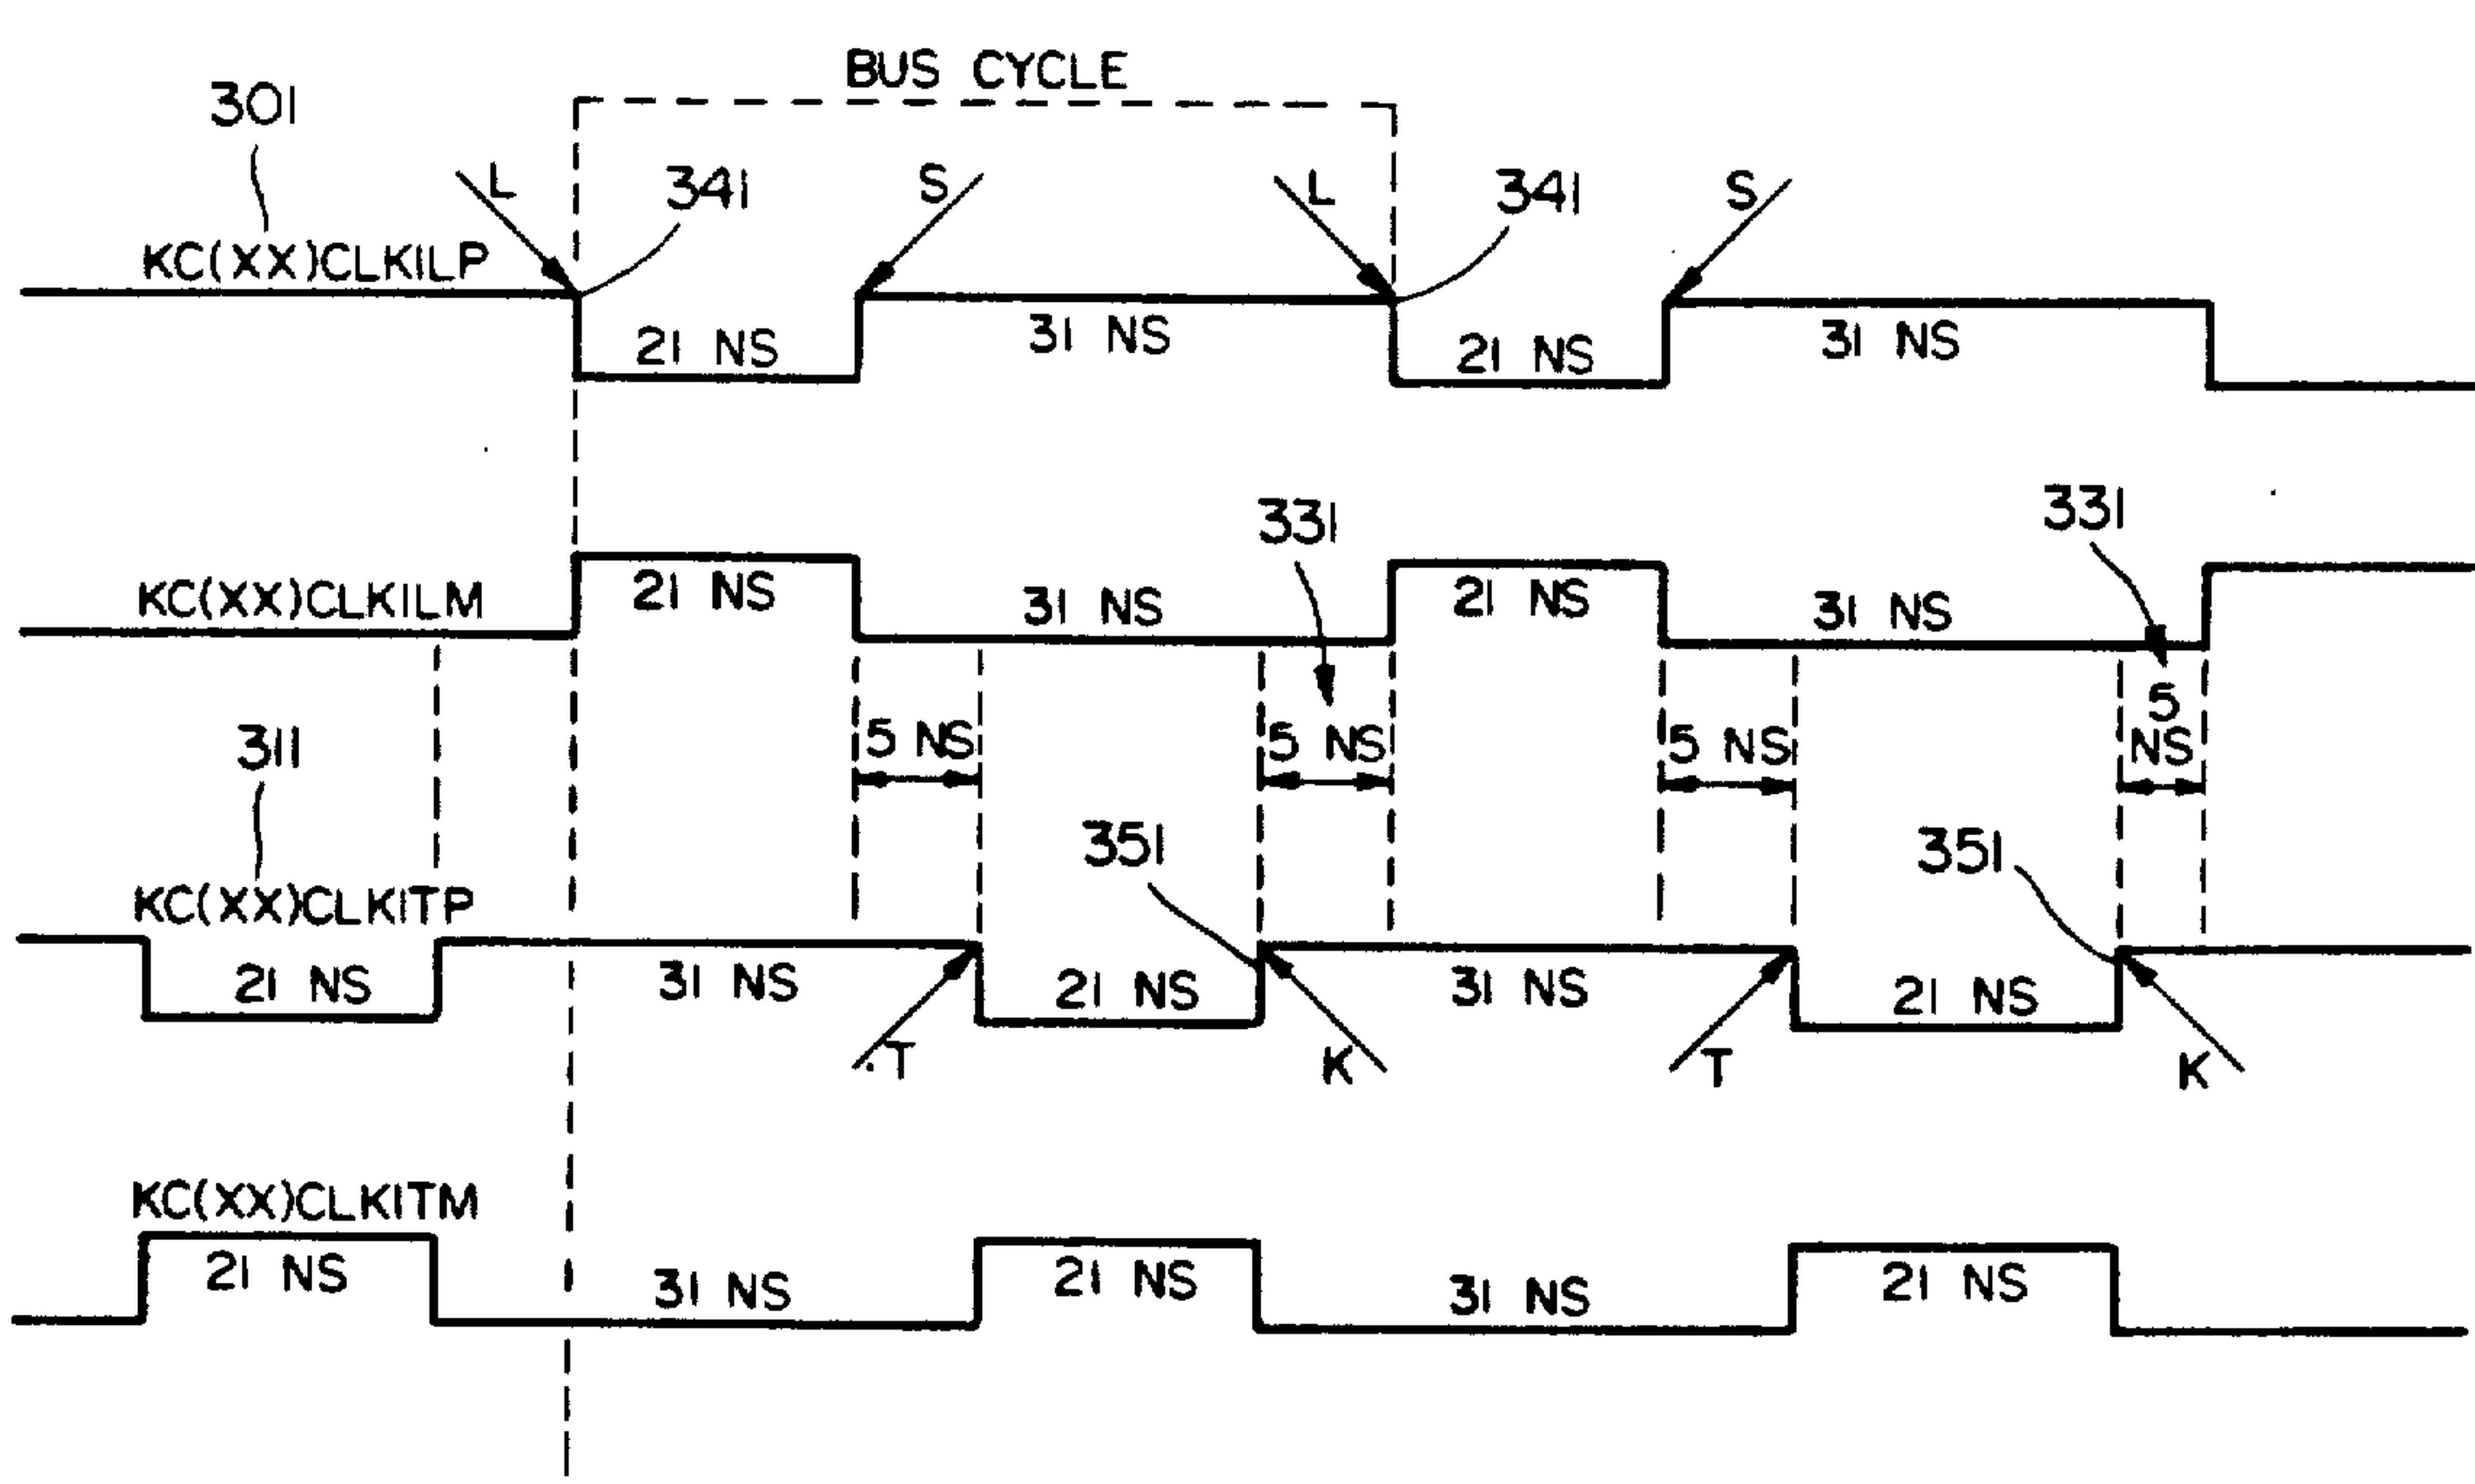 BUS CYCLE
301
L
341
S
L
341
S
KC(XX)CLKILP
21 NS
31 NS
21 NS
31 NS
331
331
KC(XX)CLKILM
21 NS
31 NS
21 NS
31 NS
311
5 NS
5 NS
5 NS
5
NS
351
351
KC(XX)CLKITP
21 NS
31 NS
21 NS
31 NS
21 NS
T
K
T
K
KC(XX)CLKITM
21 NS
31 NS
21 NS
31 NS
21 NS